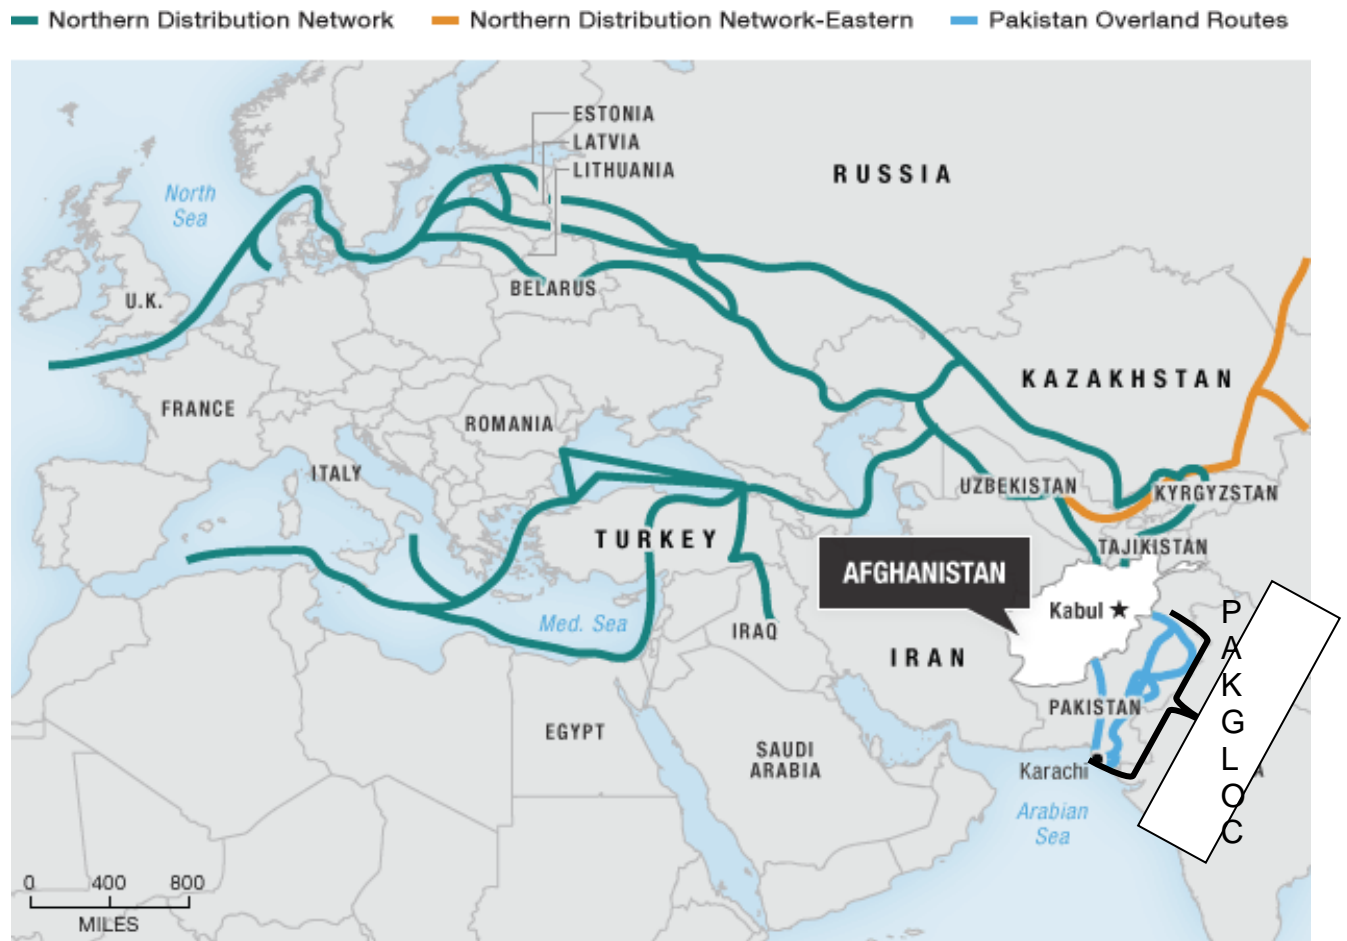 Northern Distribution Network
Northern Distribution Network-Eastern
Pakistan Overland Routes
ESTONIA
LATVIA
LITHUANIA
RUSSIA
North
Sea
U.K.
BELARUS
KAZAKHSTAN
FRANCE
ROMANIA
ITALY
UZBEKISTAN
KYRGYZSTAN
TURKEY
TAJIKISTAN
AFGHANISTAN
Kabul
Med. Sea
IRAQ
IRAN
PAKISTAN
EGYPT
SAUDI
ARABIA
Karachi
Arabian
Sea
P
A
K
G
L
O
C
0 400 800
MILES